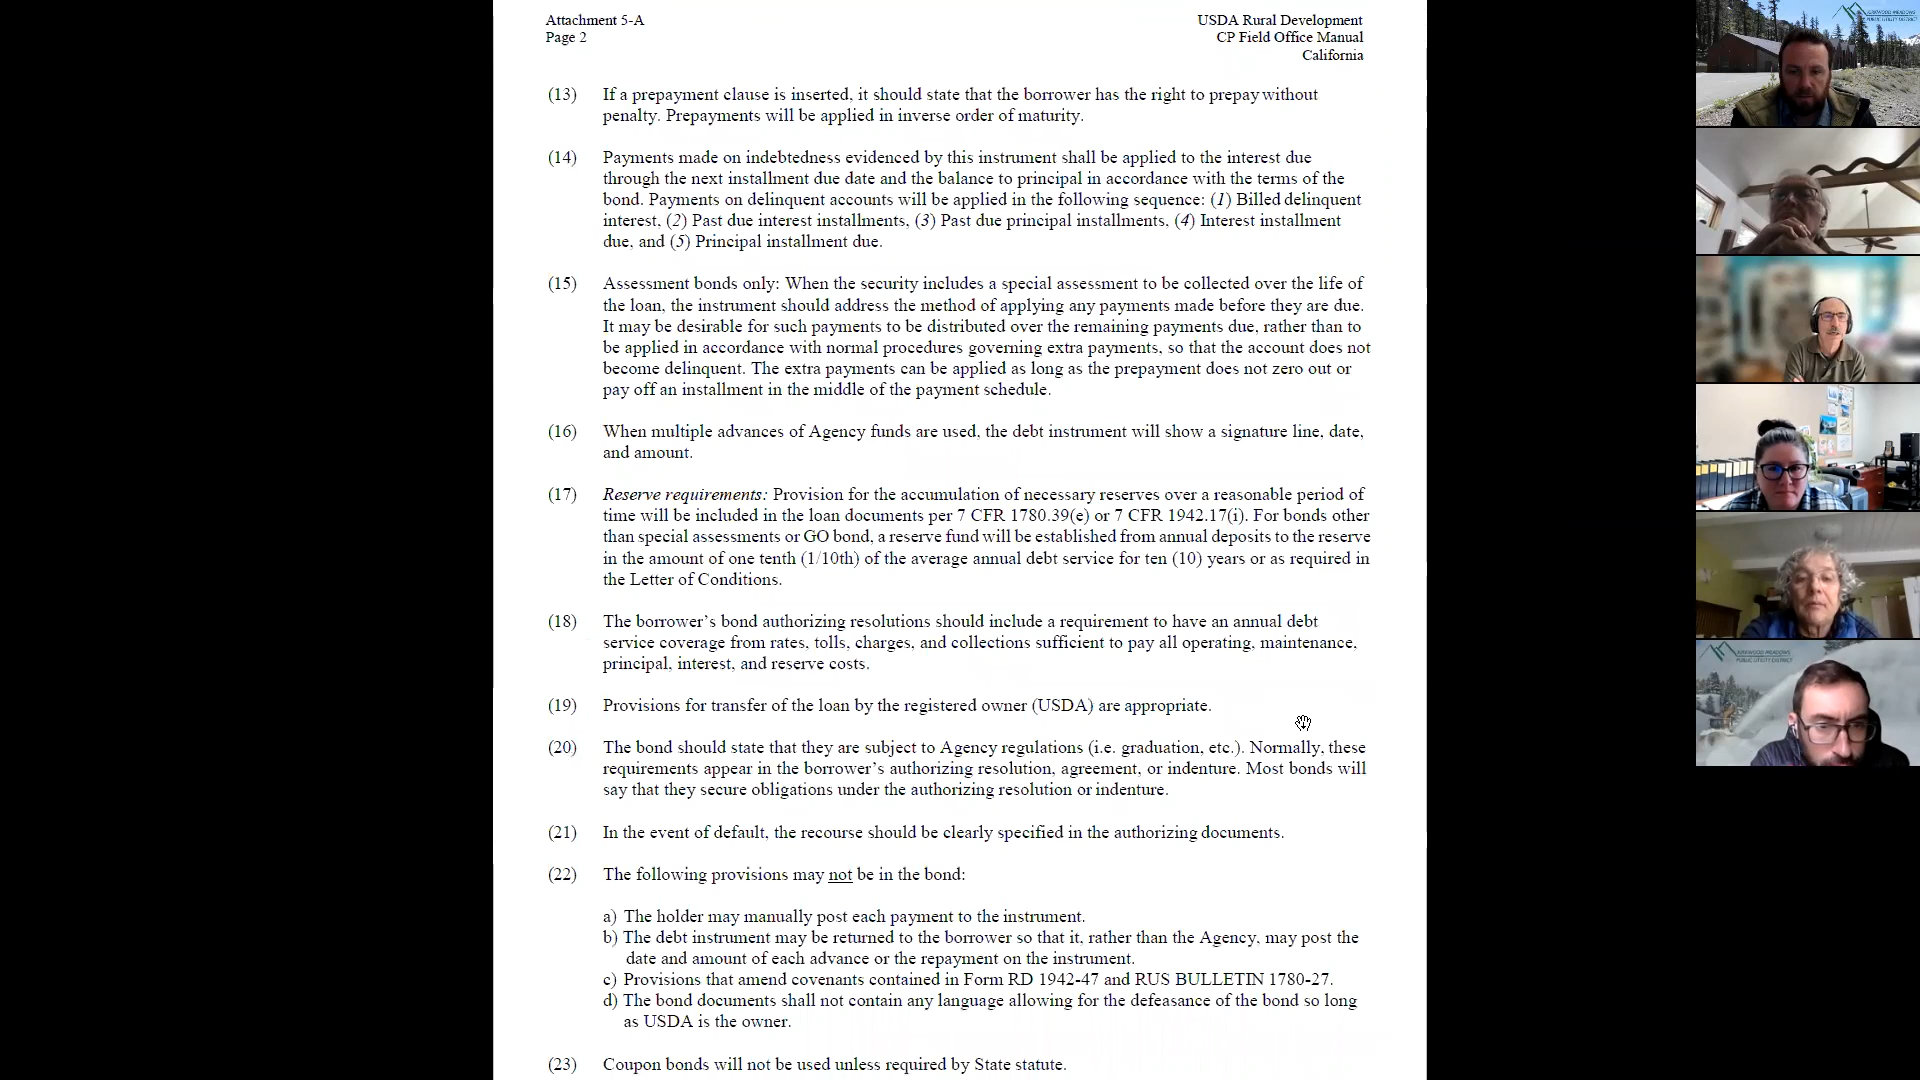 Attachment 5-A
Page 2
USDA Rural Development
CP Field Office Manual
California
(13) If a prepayment clause is inserted, it should state that the borrower has the right to prepay without
penalty. Prepayments will be applied in inverse order of maturity.
(14) Payments made on indebtedness evidenced by this instrument shall be applied to the interest due
through the next installment due date and the balance to principal in accordance with the terms of the
bond. Payments on delinquent accounts will be applied in the following sequence: (1) Billed delinquent
interest, (2) Past due interest installments, (3) Past due principal installments, (4) Interest installment
due, and (5) Principal installment due.
(15) Assessment bonds only: When the security includes a special assessment to be collected over the life of
the loan, the instrument should address the method of applying any payments made before they are due.
It may be desirable for such payments to be distributed over the remaining payments due, rather than to
be applied in accordance with normal procedures governing extra payments, so that the account does not
become delinquent. The extra payments can be applied as long as the prepayment does not zero out or
pay off an installment in the middle of the payment schedule.
(16) When multiple advances of Agency funds are used, the debt instrument will show a signature line, date,
and amount.
(17) Reserve requirements: Provision for the accumulation of necessary reserves over a reasonable period of
time will be included in the loan documents per 7 CFR 1780.39(e) or 7 CFR 1942.17(i). For bonds other
than special assessments or GO bond, a reserve fund will be established from annual deposits to the reserve
in the amount of one tenth (1/10th) of the average annual debt service for ten (10) years or as required in
the Letter of Conditions.
(18) The borrower's bond authorizing resolutions should include a requirement to have an annual debt
service coverage from rates, tolls, charges, and collections sufficient to pay all operating, maintenance,
principal, interest, and reserve costs.
(19) Provisions for transfer of the loan by the registered owner (USDA) are appropriate.
(20) The bond should state that they are subject to Agency regulations (i.e. graduation, etc.). Normally, these
requirements appear in the borrower's authorizing resolution, agreement, or indenture. Most bonds will
say that they secure obligations under the authorizing resolution or indenture.
(21) In the event of default, the recourse should be clearly specified in the authorizing documents.
(22) The following provisions may not be in the bond:
a) The holder may manually post each payment to the instrument.
b) The debt instrument may be returned to the borrower so that it, rather than the Agency, may post the
date and amount of each advance or the repayment on the instrument.
c) Provisions that amend covenants contained in Form RD 1942-47 and RUS BULLETIN 1780-27.
d) The bond documents shall not contain any language allowing for the defeasance of the bond so long
as USDA is the owner.
(23) Coupon bonds will not be used unless required by State statute.
KIRKWOOD MEADOWS
PUBLIC UTILITY DISTRICT
KIRKWOOD MEADOWS
PUBLIC UTILITY DISTRICT